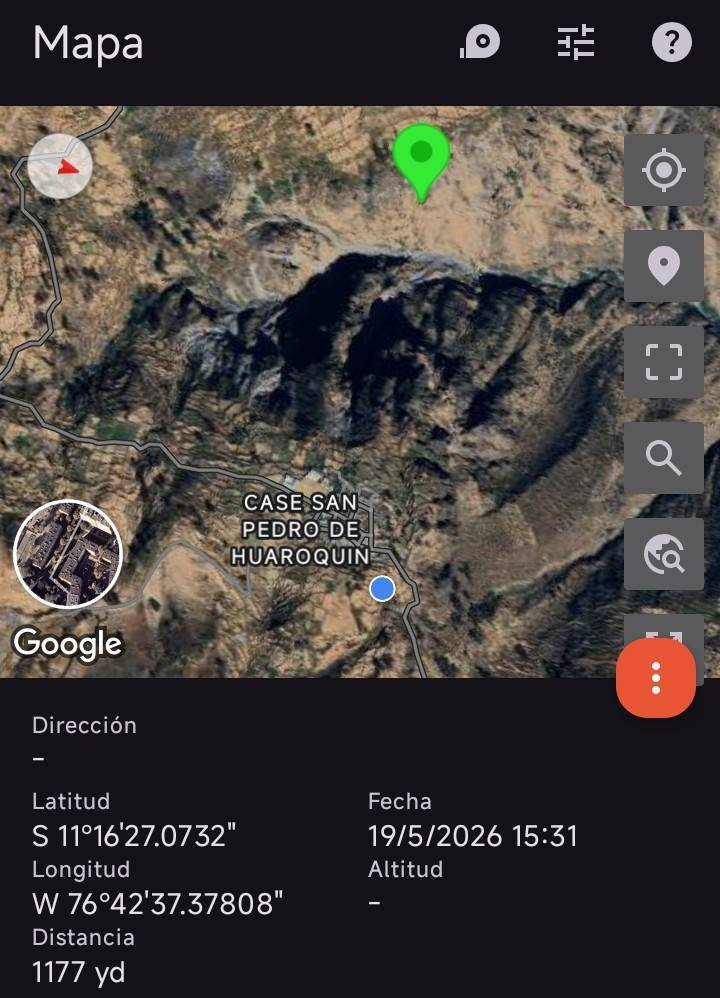 Mapa
CASE SAN
PEDRO DE
HUAROQUIN
Google
Dirección
-
Latitud
Fecha
S 11°16'27.0732"
19/5/2026 15:31
Longitud
Altitud
W 76°42'37.37808"
-
Distancia
1177 yd